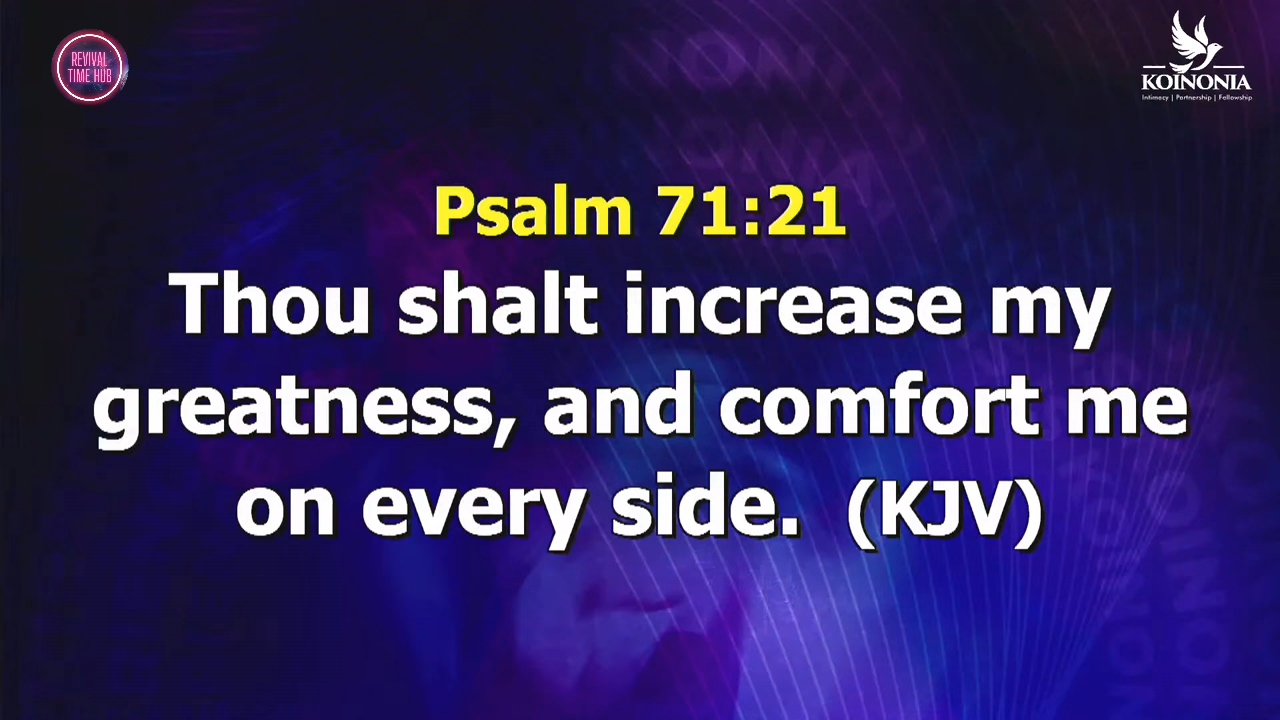 REVIVAL
TIME HUB
KOINONIA
Intimacy | Partnership | Fellowship
Psalm 71:21
Thou shalt increase my
greatness, and comfort me
on every side. (KJV)